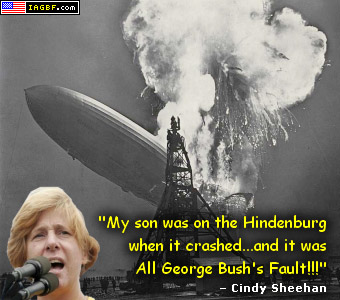 IAGBF.com
"My son was on the Hindenburg
when it crashed...and it was
All George Bush's Fault!!!"
– Cindy Sheehan